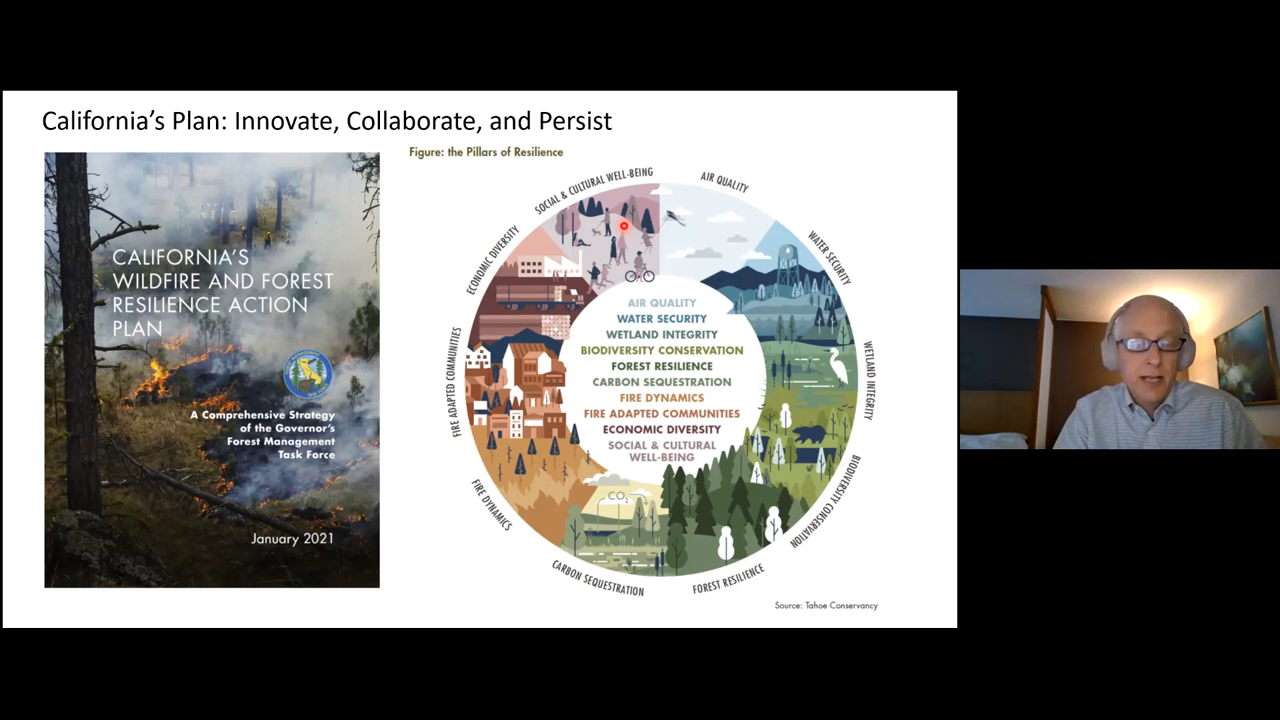 California's Plan: Innovate, Collaborate, and Persist
CALIFORNIA'S
WILDFIRE AND FOREST
RESILIENCE ACTION
PLAN
A Comprehensive Strategy
of the Governor's
Forest Management
Task Force
January 2021
Figure: the Pillars of Resilience
SOCIAL & CULTURAL WELL-BEING
AIR QUALITY
WATER SECURITY
WETLAND INTEGRITY
BIODIVERSITY CONSERVATION
FOREST RESILIENCE
CARBON SEQUESTRATION
FIRE DYNAMICS
FIRE ADAPTED COMMUNITIES
ECONOMIC DIVERSITY
AIR QUALITY
WATER SECURITY
WETLAND INTEGRITY
BIODIVERSITY CONSERVATION
FOREST RESILIENCE
CARBON SEQUESTRATION
FIRE DYNAMICS
FIRE ADAPTED COMMUNITIES
ECONOMIC DIVERSITY
SOCIAL & CULTURAL
WELL-BEING
CO₂
Source: Tahoe Conservancy